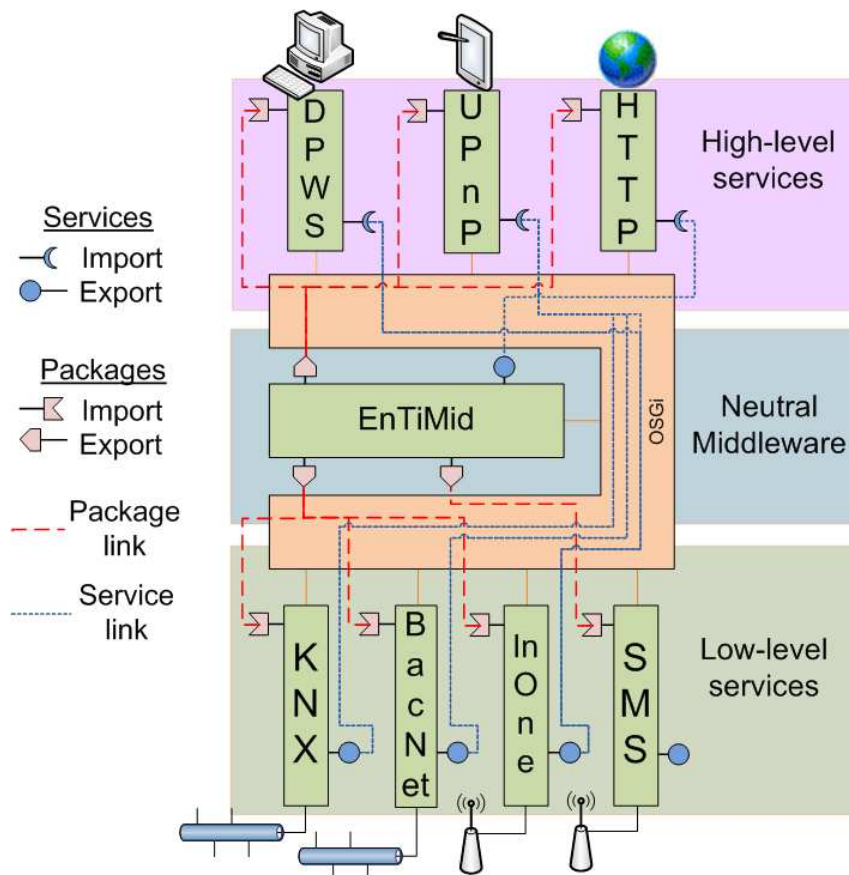 DPWS
UPnP
HTTP
High-level
services
Services
Import
Export
Packages
Import
Export
Package
link
Service
link
EnTiMid
OSGi
Neutral
Middleware
KNX
BacNet
InOne
SMS
Low-level
services